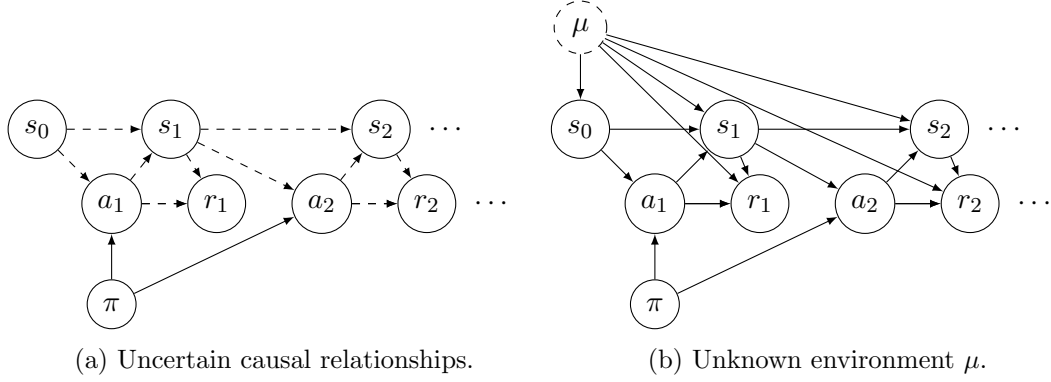 μ
s₀ s₁ s₂ ⋯ s₀ s₁ s₂ ⋯
a₁ r₁ a₂ r₂ ⋯ a₁ r₁ a₂ r₂ ⋯
π π
(a) Uncertain causal relationships. (b) Unknown environment μ.